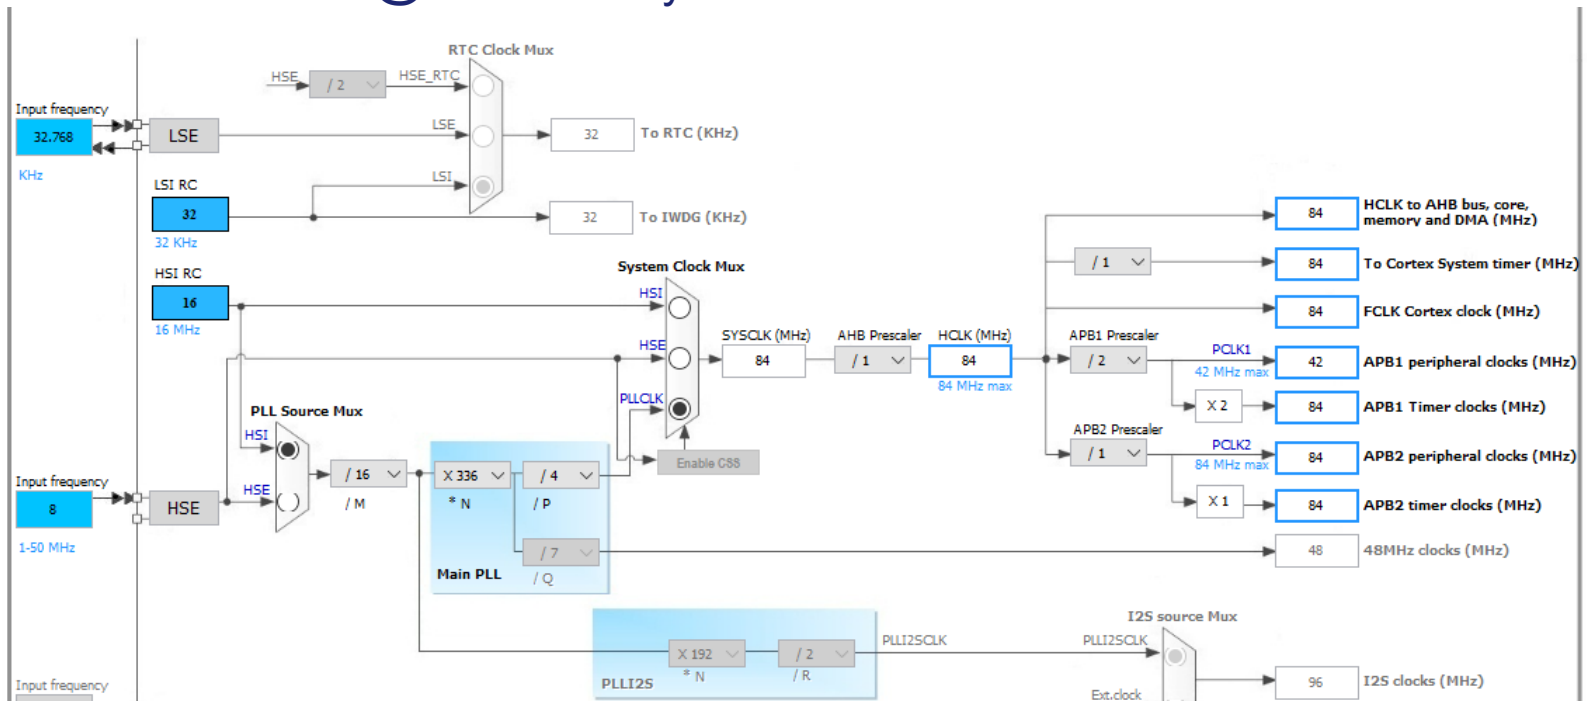 RTC Clock Mux
HSE
/ 2
HSE_RTC
Input frequency
32.768
KHz
LSE
LSE
32
To RTC (KHz)
LSI RC
32
32 KHz
LSI
32
To IWDG (KHz)
HSI RC
16
16 MHz
System Clock Mux
HSI
HSE
PLLCLK
SYSCLK (MHz)
84
AHB Prescaler
/ 1
HCLK (MHz)
84
84 MHz max
84
HCLK to AHB bus, core,
memory and DMA (MHz)
/ 1
84
To Cortex System timer (MHz)
84
FCLK Cortex clock (MHz)
APB1 Prescaler
/ 2
PCLK1
42 MHz max
42
APB1 peripheral clocks (MHz)
X 2
84
APB1 Timer clocks (MHz)
APB2 Prescaler
/ 1
PCLK2
84 MHz max
84
APB2 peripheral clocks (MHz)
X 1
84
APB2 timer clocks (MHz)
PLL Source Mux
HSI
HSE
Input frequency
8
1-50 MHz
HSE
/ 16
/ M
X 336
* N
/ 4
/ P
Enable CSS
/ 7
/ Q
Main PLL
48
48MHz clocks (MHz)
X 192
* N
/ 2
/ R
PLLI2S
PLLI2SCLK
I2S source Mux
PLLI2SCLK
Ext.clock
96
I2S clocks (MHz)
Input frequency